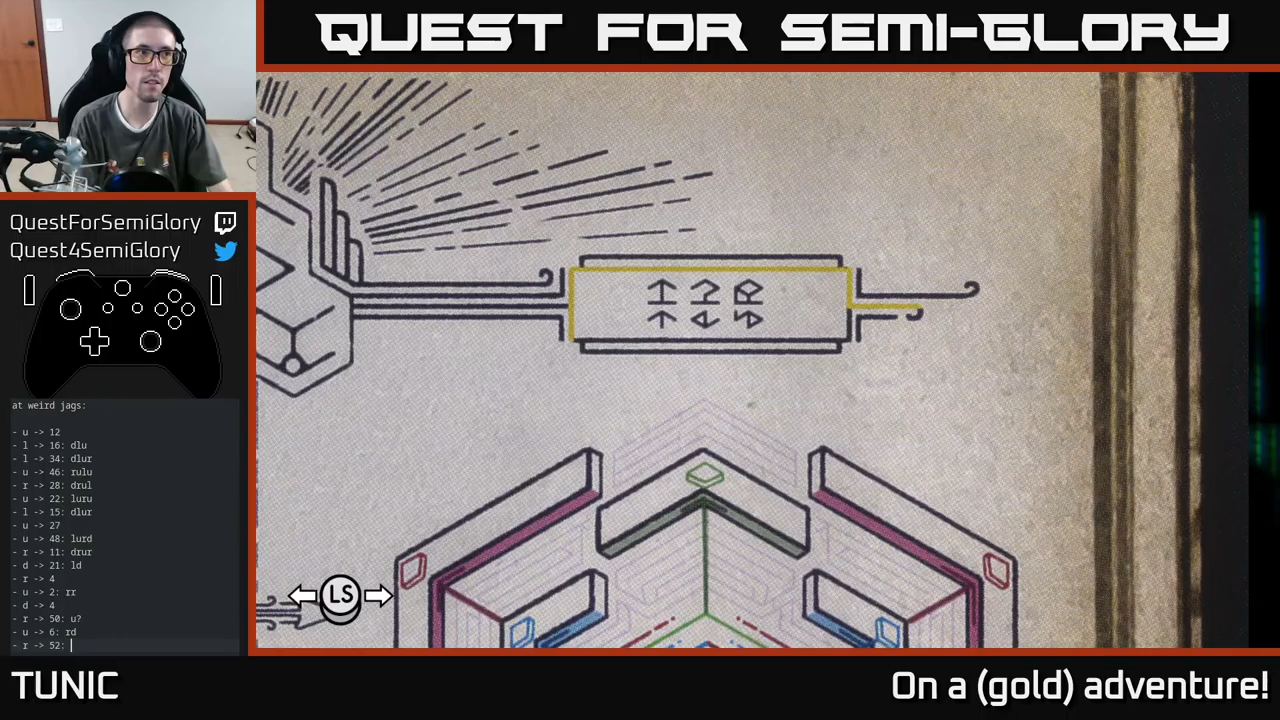 QUEST FOR SEMI-GLORY
QuestForSemiGlory
Quest4SemiGlory
at weird jags:
- u -> 12
- l -> 16: dlu
- l -> 34: dlur
- u -> 46: rulu
- r -> 28: drul
- u -> 22: luru
- l -> 15: dlur
- u -> 27
- u -> 48: lurd
- r -> 11: drur
- d -> 21: ld
- r -> 4
- u -> 2: rr
- d -> 4
- r -> 50: u?
- u -> 6: rd
- r -> 52:
LS
TUNIC
On a (gold) adventure!